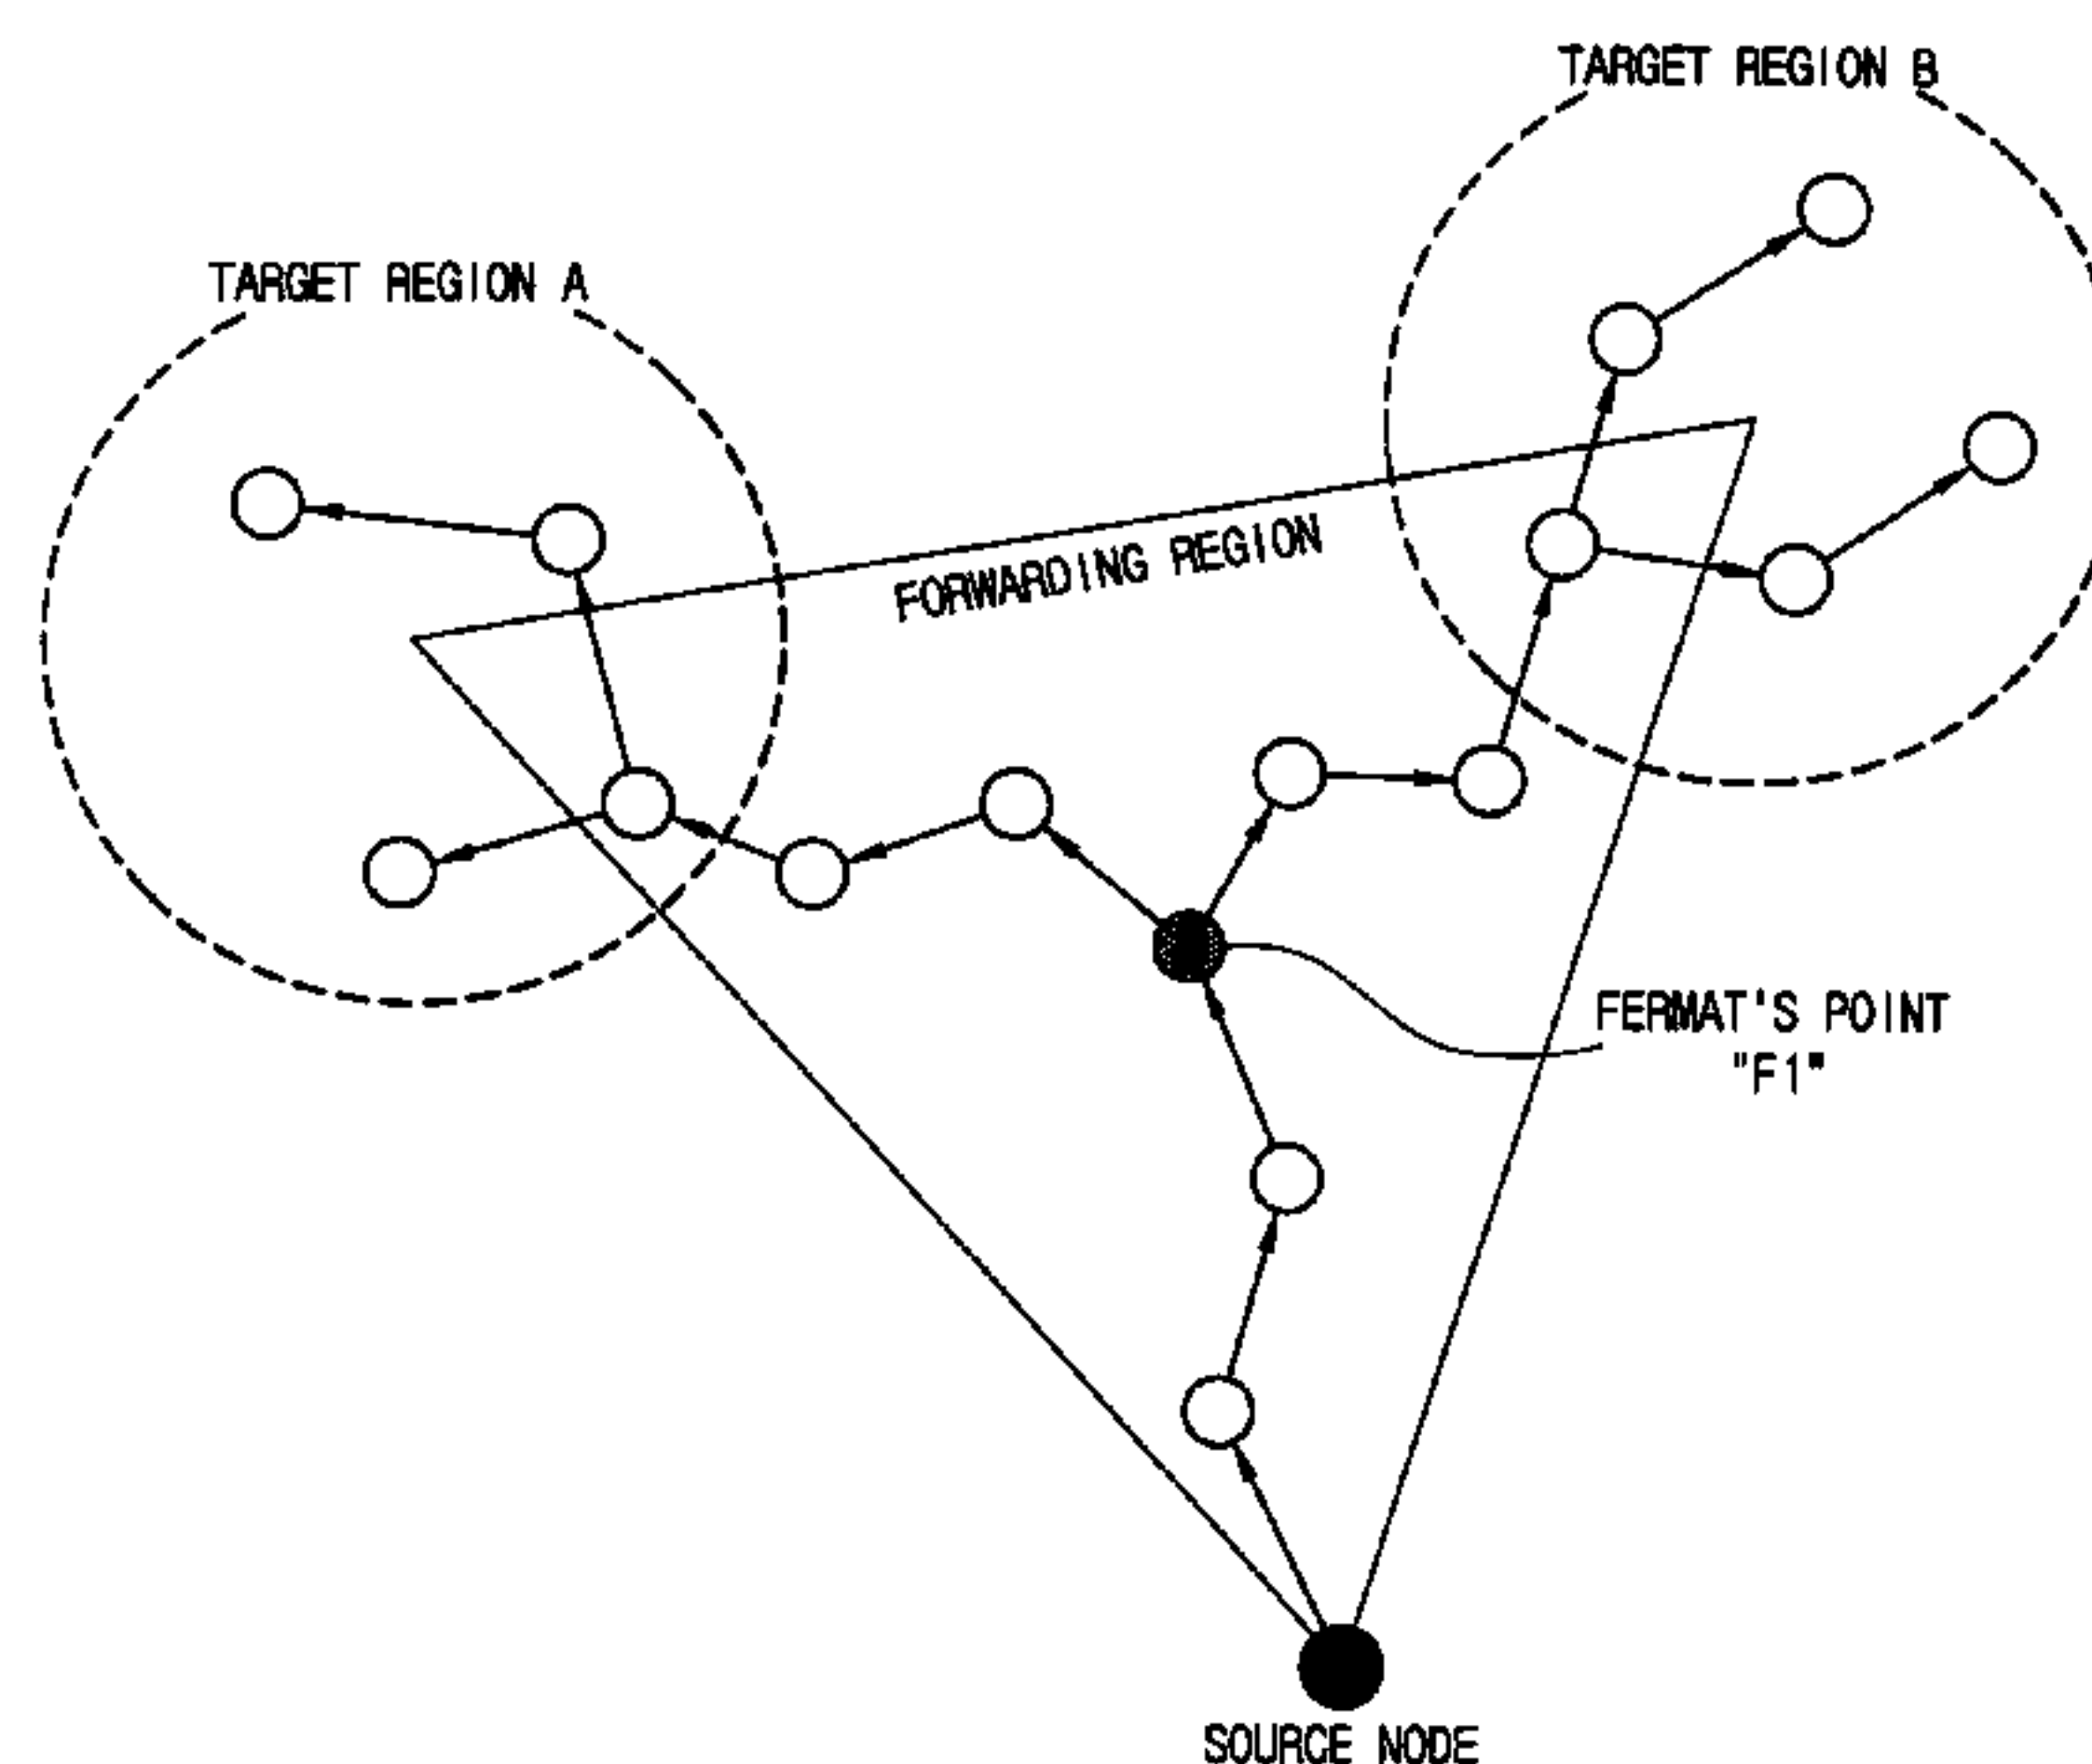 TARGET REGION B
TARGET REGION A
FORWARDING REGION
FERMAT'S POINT
"F1"
SOURCE NODE